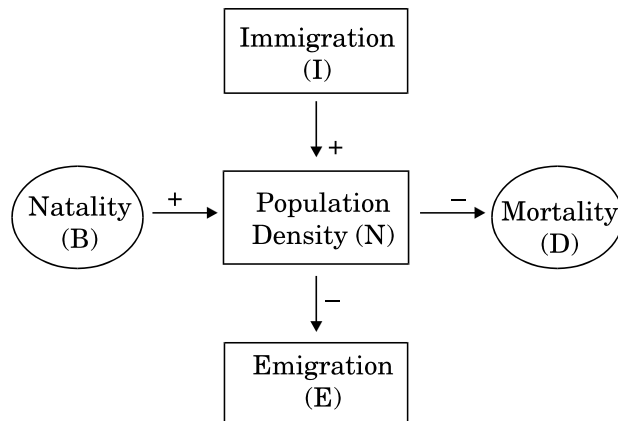 Immigration
(I)
+
Natality
(B)
+
Population
Density (N)
–
Mortality
(D)
–
Emigration
(E)